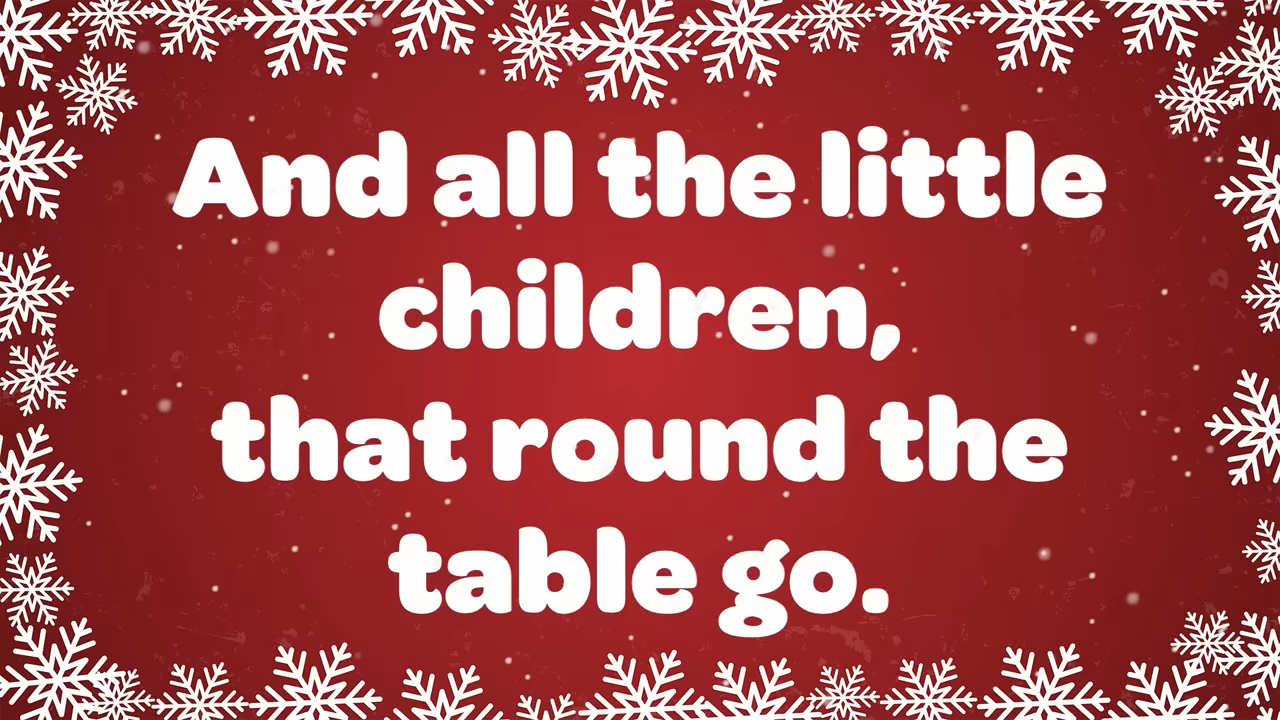 And all the little
children,
that round the
table go.